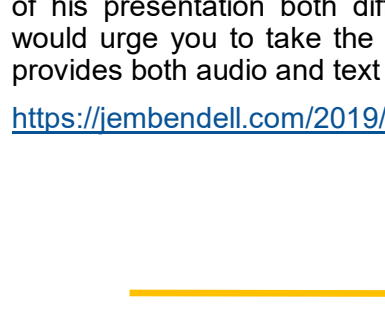 of his presentation both
would urge you to take the
provides both audio and text
https://jembendell.com/2019/